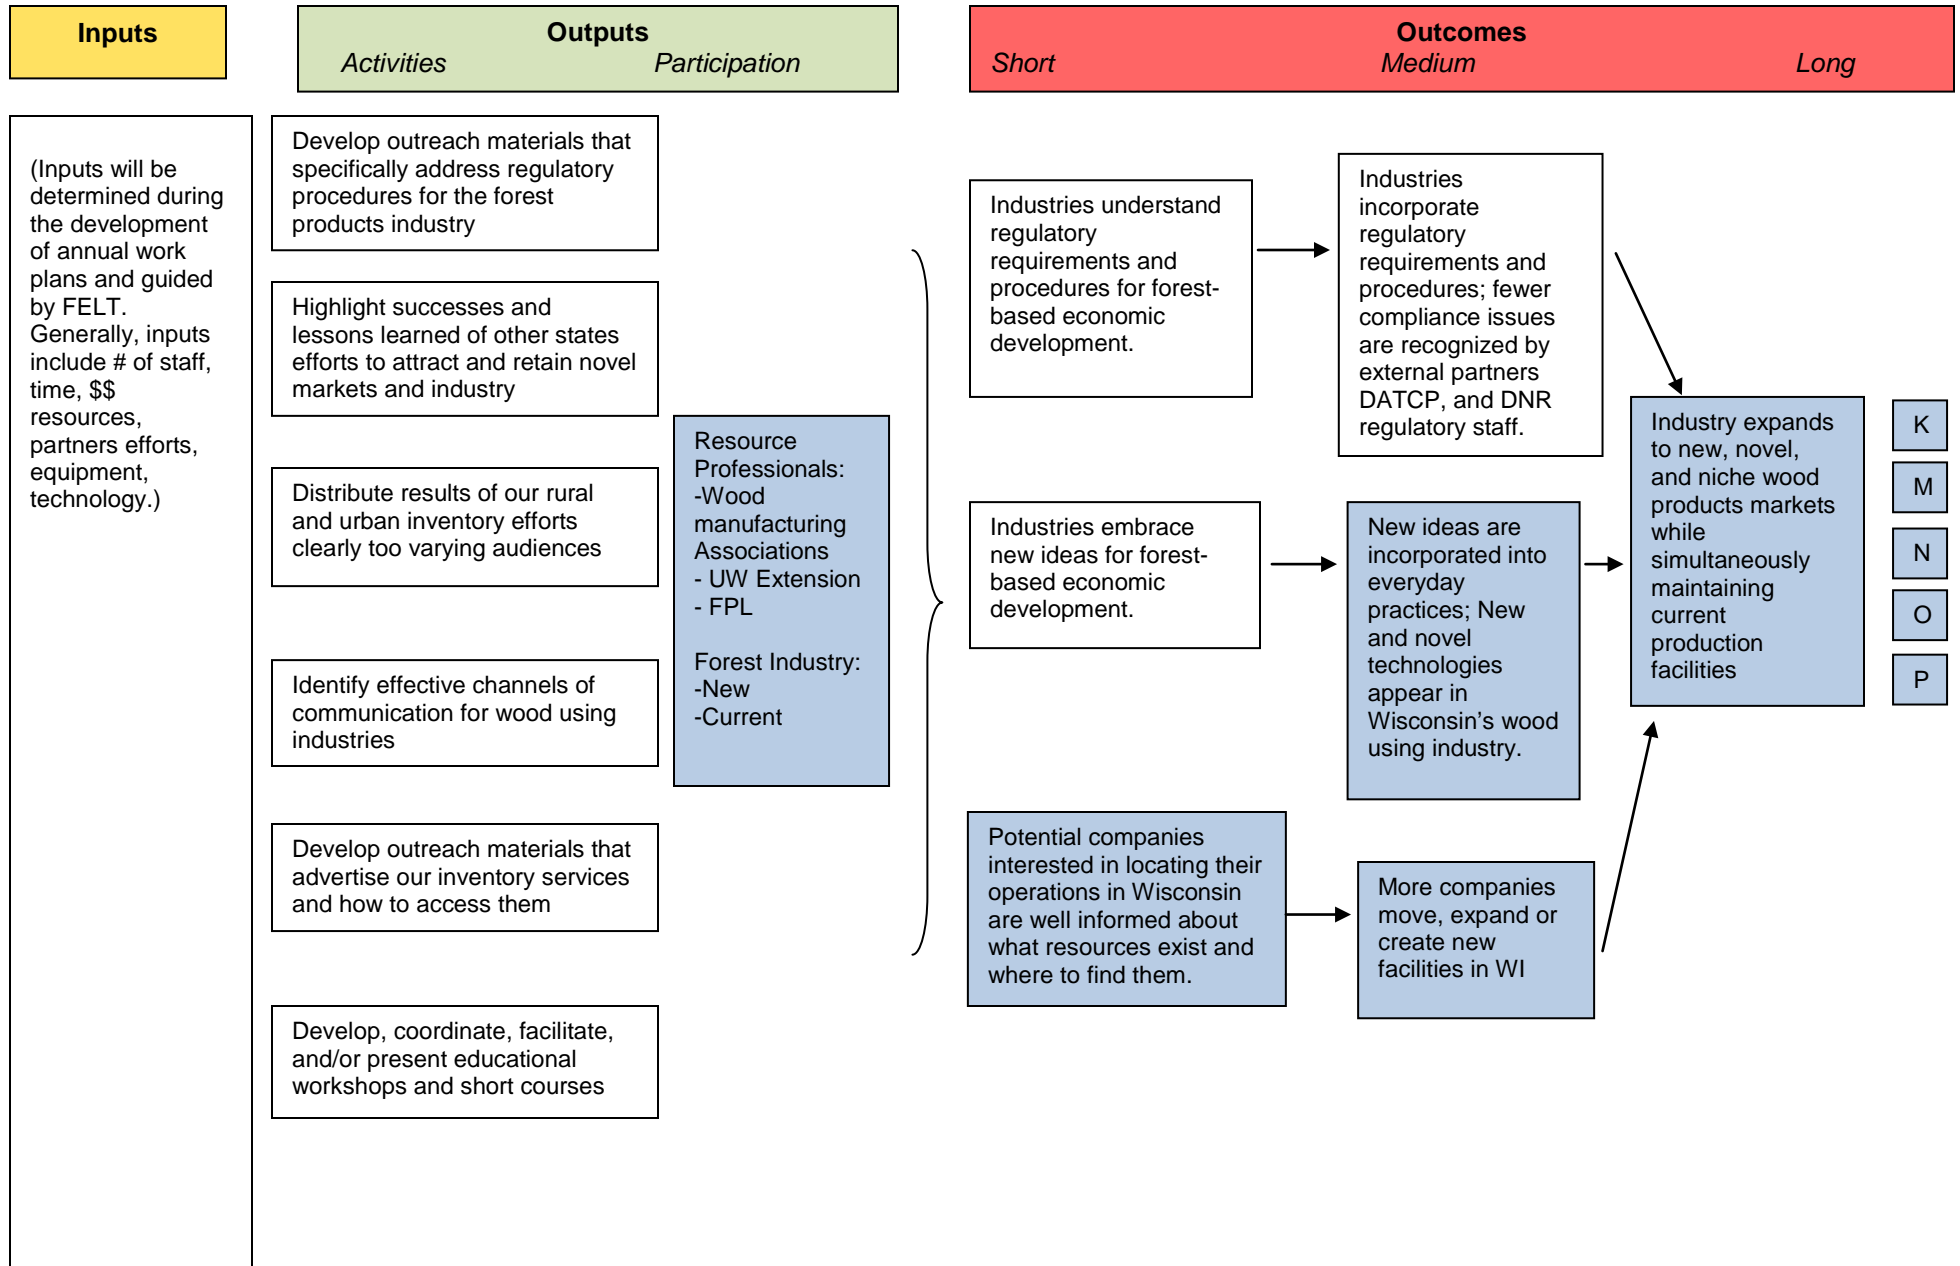 Inputs
Outputs
Activities Participation
Outcomes
Short Medium Long
(Inputs will be
determined during
the development
of annual work
plans and guided
by FELT.
Generally, inputs
include # of staff,
time, $$
resources,
partners efforts,
equipment,
technology.)
Develop outreach materials that
specifically address regulatory
procedures for the forest
products industry
Highlight successes and
lessons learned of other states
efforts to attract and retain novel
markets and industry
Distribute results of our rural
and urban inventory efforts
clearly too varying audiences
Identify effective channels of
communication for wood using
industries
Develop outreach materials that
advertise our inventory services
and how to access them
Develop, coordinate, facilitate,
and/or present educational
workshops and short courses
Resource
Professionals:
-Wood
manufacturing
Associations
- UW Extension
- FPL
Forest Industry:
-New
-Current
Industries understand
regulatory
requirements and
procedures for forest-
based economic
development.
Industries embrace
new ideas for forest-
based economic
development.
Potential companies
interested in locating their
operations in Wisconsin
are well informed about
what resources exist and
where to find them.
Industries
incorporate
regulatory
requirements and
procedures; fewer
compliance issues
are recognized by
external partners
DATCP, and DNR
regulatory staff.
New ideas are
incorporated into
everyday
practices; New
and novel
technologies
appear in
Wisconsin’s wood
using industry.
More companies
move, expand or
create new
facilities in WI
Industry expands
to new, novel,
and niche wood
products markets
while
simultaneously
maintaining
current
production
facilities
K
M
N
O
P